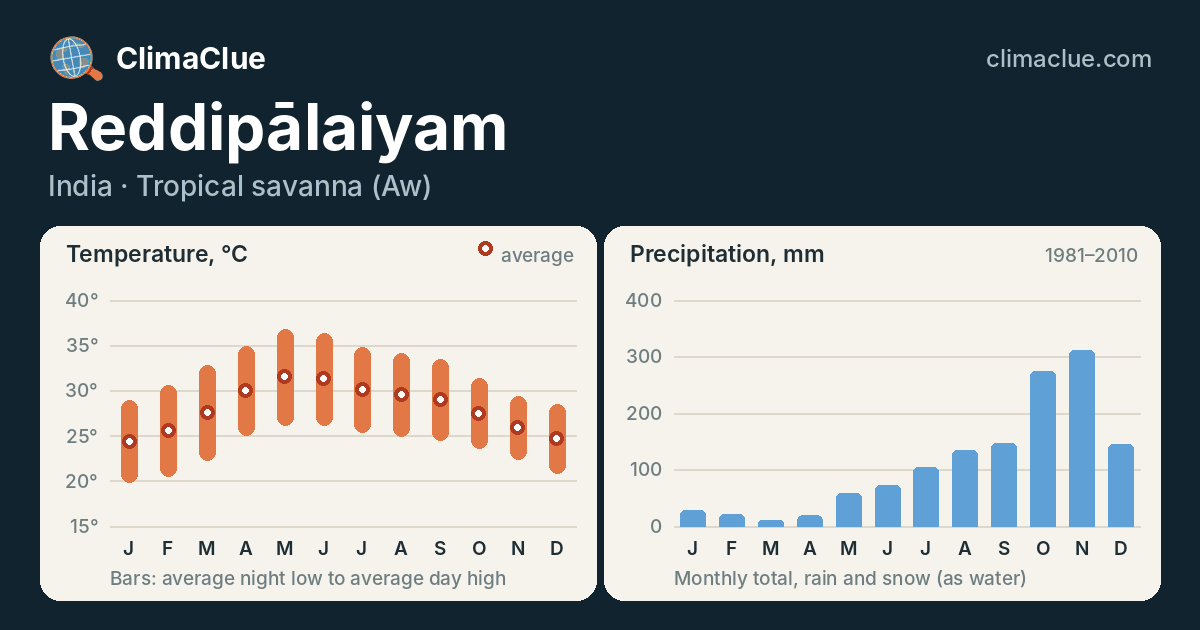 ClimaClue
climaclue.com
Reddipālaiyam
India · Tropical savanna (Aw)
Temperature, °C
average
40°
35°
30°
25°
20°
15°
J F M A M J J A S O N D
Bars: average night low to average day high
Precipitation, mm
1981–2010
400
300
200
100
0
J F M A M J J A S O N D
Monthly total, rain and snow (as water)